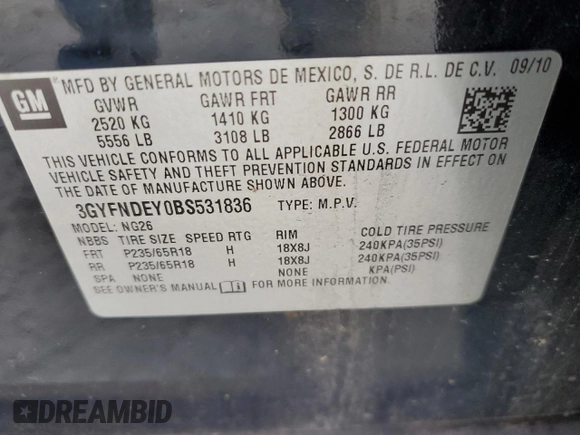 GM
MFD BY GENERAL MOTORS DE MEXICO, S. DE R.L. DE C.V. 09/10
GVWR GAWR FRT GAWR RR
2520 KG 1410 KG 1300 KG
5556 LB 3108 LB 2866 LB
THIS VEHICLE CONFORMS TO ALL APPLICABLE U.S. FEDERAL MOTOR
VEHICLE SAFETY AND THEFT PREVENTION STANDARDS IN EFFECT ON
THE DATE OF MANUFACTURE SHOWN ABOVE.
3GYFNDEY0BS531836 TYPE: M.P.V.
MODEL: NG26
NBBS TIRE SIZE SPEED RTG RIM COLD TIRE PRESSURE
FRT P235/65R18 H 18X8J 240KPA(35PSI)
RR P235/65R18 H 18X8J 240KPA(35PSI)
SPA NONE NONE KPA(PSI)
SEE OWNER'S MANUAL FOR MORE INFORMATION.
DREAMBID